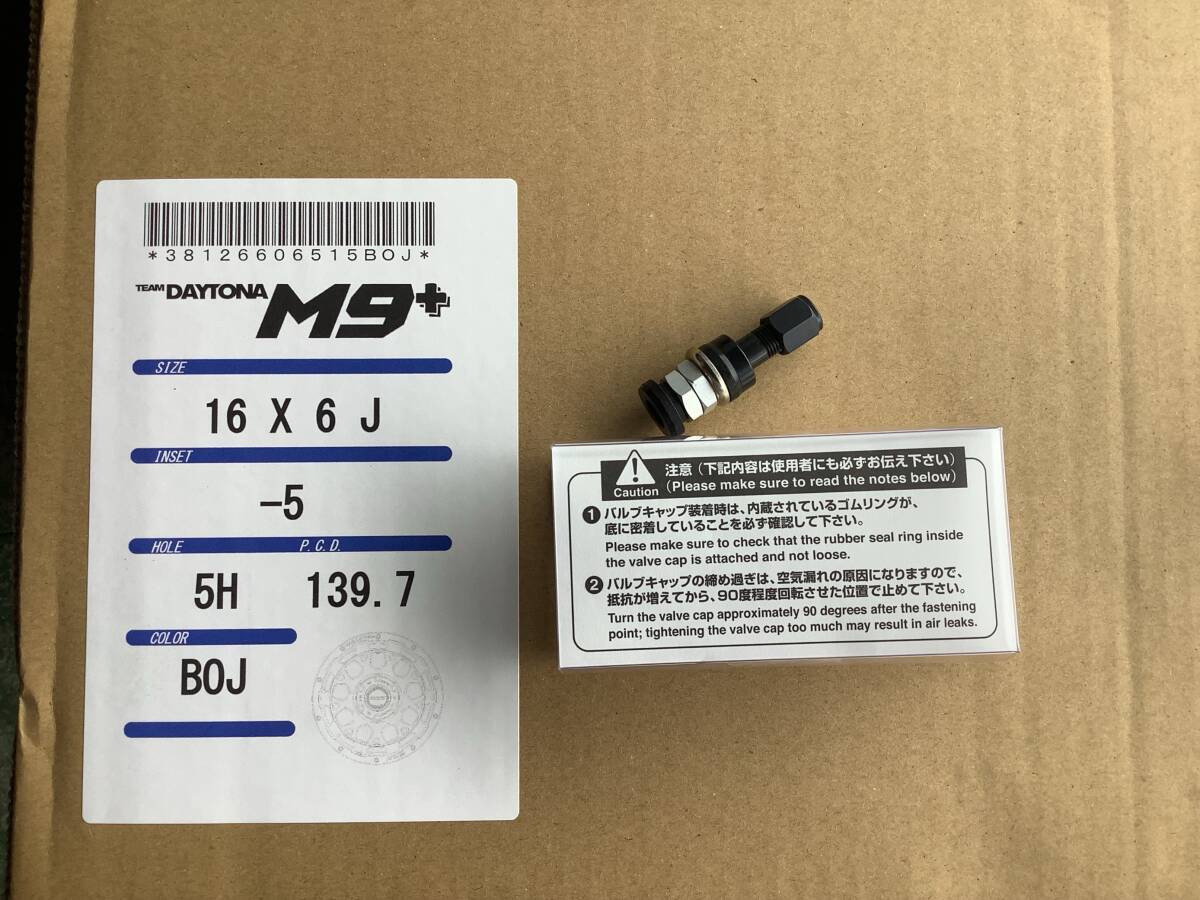 *38126606515BOJ*
TEAM DAYTONA M9+
SIZE
16 X 6 J
INSET
-5
HOLE P.C.D.
5H 139.7
COLOR
BOJ
注意（下記内容は使用者にも必ずお伝え下さい）
Caution (Please make sure to read the notes below)
❶ バルブキャップ装着時は、内蔵されているゴムリングが、
底に密着していることを必ず確認して下さい。
Please make sure to check that the rubber seal ring inside
the valve cap is attached and not loose.
❷ バルブキャップの締め過ぎは、空気漏れの原因になりますので、
抵抗が増えてから、90度程度回転させた位置で止めて下さい。
Turn the valve cap approximately 90 degrees after the fastening
point; tightening the valve cap too much may result in air leaks.